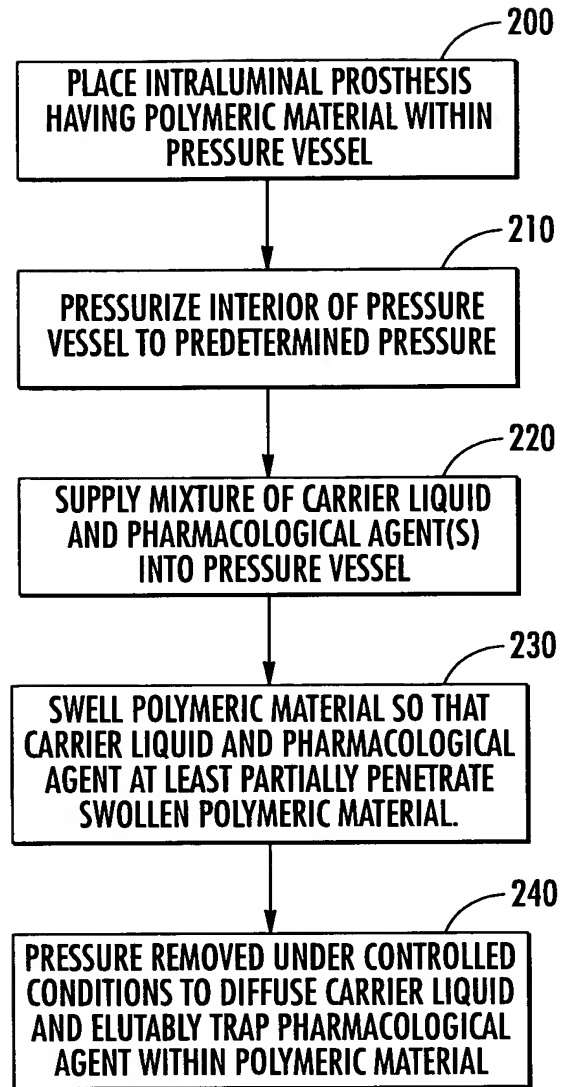 200
PLACE INTRALUMINAL PROSTHESIS
HAVING POLYMERIC MATERIAL WITHIN
PRESSURE VESSEL
210
PRESSURIZE INTERIOR OF PRESSURE
VESSEL TO PREDETERMINED PRESSURE
220
SUPPLY MIXTURE OF CARRIER LIQUID
AND PHARMACOLOGICAL AGENT(S)
INTO PRESSURE VESSEL
230
SWELL POLYMERIC MATERIAL SO THAT
CARRIER LIQUID AND PHARMACOLOGICAL
AGENT AT LEAST PARTIALLY PENETRATE
SWOLLEN POLYMERIC MATERIAL.
240
PRESSURE REMOVED UNDER CONTROLLED
CONDITIONS TO DIFFUSE CARRIER LIQUID
AND ELUTABLY TRAP PHARMACOLOGICAL
AGENT WITHIN POLYMERIC MATERIAL